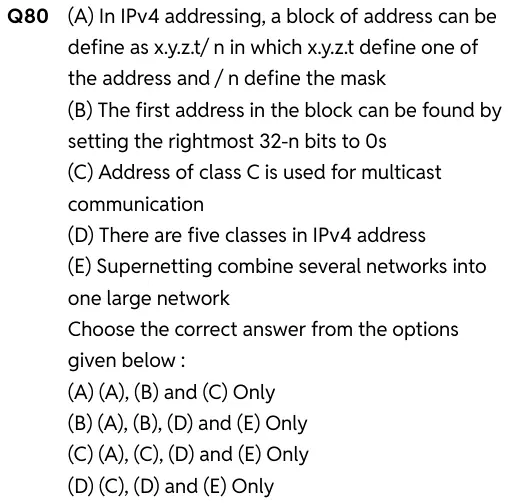 Q80 (A) In IPv4 addressing, a block of address can be
define as x.y.z.t/ n in which x.y.z.t define one of
the address and / n define the mask
(B) The first address in the block can be found by
setting the rightmost 32-n bits to 0s
(C) Address of class C is used for multicast
communication
(D) There are five classes in IPv4 address
(E) Supernetting combine several networks into
one large network
Choose the correct answer from the options
given below :
(A) (A), (B) and (C) Only
(B) (A), (B), (D) and (E) Only
(C) (A), (C), (D) and (E) Only
(D) (C), (D) and (E) Only